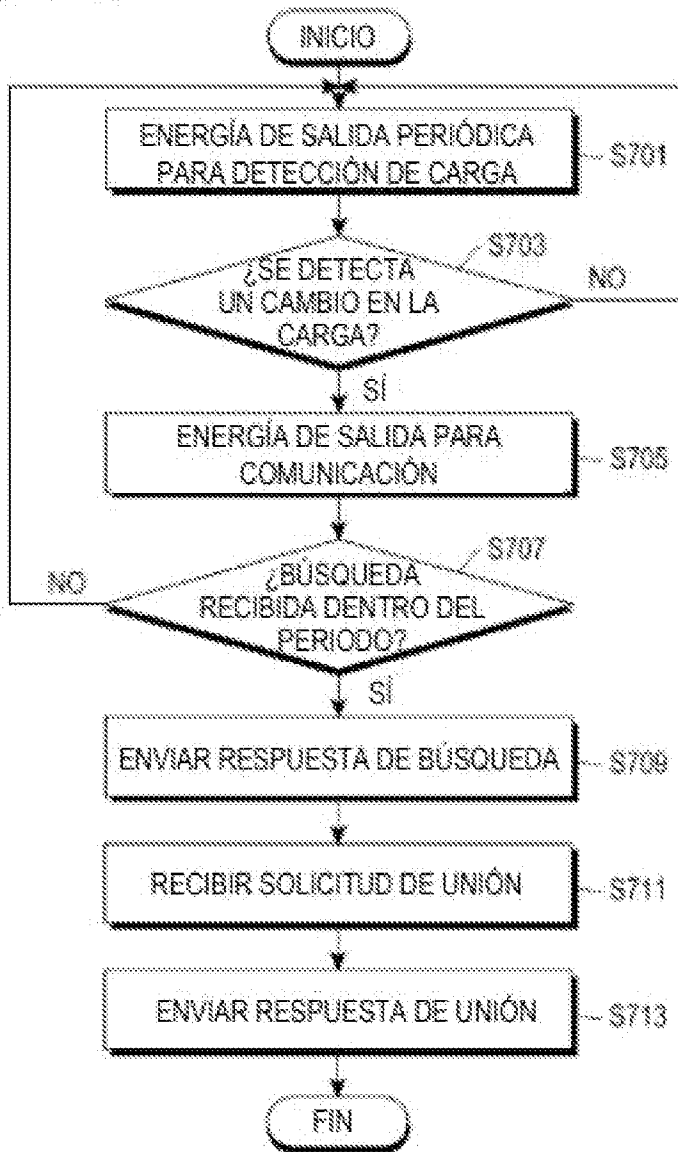 INICIO
ENERGÍA DE SALIDA PERIÓDICA
PARA DETECCIÓN DE CARGA
S701
¿SE DETECTA
UN CAMBIO EN LA
CARGA?
S703
NO
SÍ
ENERGÍA DE SALIDA PARA
COMUNICACIÓN
S705
¿BÚSQUEDA
RECIBIDA DENTRO DEL
PERIODO?
S707
NO
SÍ
ENVIAR RESPUESTA DE BÚSQUEDA
S709
RECIBIR SOLICITUD DE UNIÓN
S711
ENVIAR RESPUESTA DE UNIÓN
S713
FIN